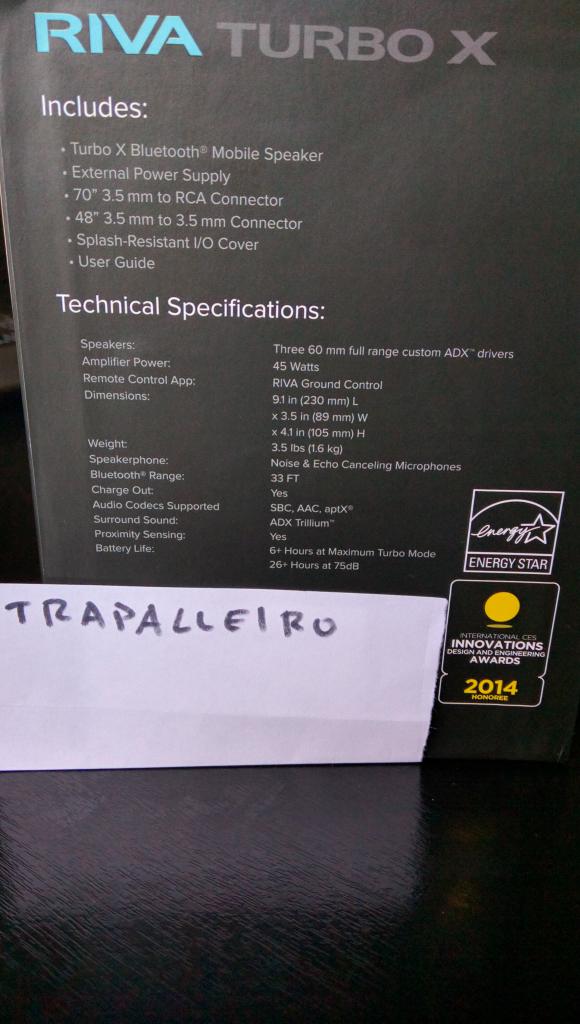 RIVA TURBO X
Includes:
• Turbo X Bluetooth® Mobile Speaker
• External Power Supply
• 70” 3.5 mm to RCA Connector
• 48” 3.5 mm to 3.5 mm Connector
• Splash-Resistant I/O Cover
• User Guide
Technical Specifications:
Speakers: Three 60 mm full range custom ADX™ drivers
Amplifier Power: 45 Watts
Remote Control App: RIVA Ground Control
Dimensions: 9.1 in (230 mm) L
x 3.5 in (89 mm) W
x 4.1 in (105 mm) H
Weight: 3.5 lbs (1.6 kg)
Speakerphone: Noise & Echo Canceling Microphones
Bluetooth® Range: 33 FT
Charge Out: Yes
Audio Codecs Supported SBC, AAC, aptX®
Surround Sound: ADX Trillium™
Proximity Sensing: Yes
Battery Life: 6+ Hours at Maximum Turbo Mode
26+ Hours at 75dB
energy
ENERGY STAR
INTERNATIONAL CES
INNOVATIONS
DESIGN AND ENGINEERING
AWARDS
2014
HONOREE
TRAPALLEIRO